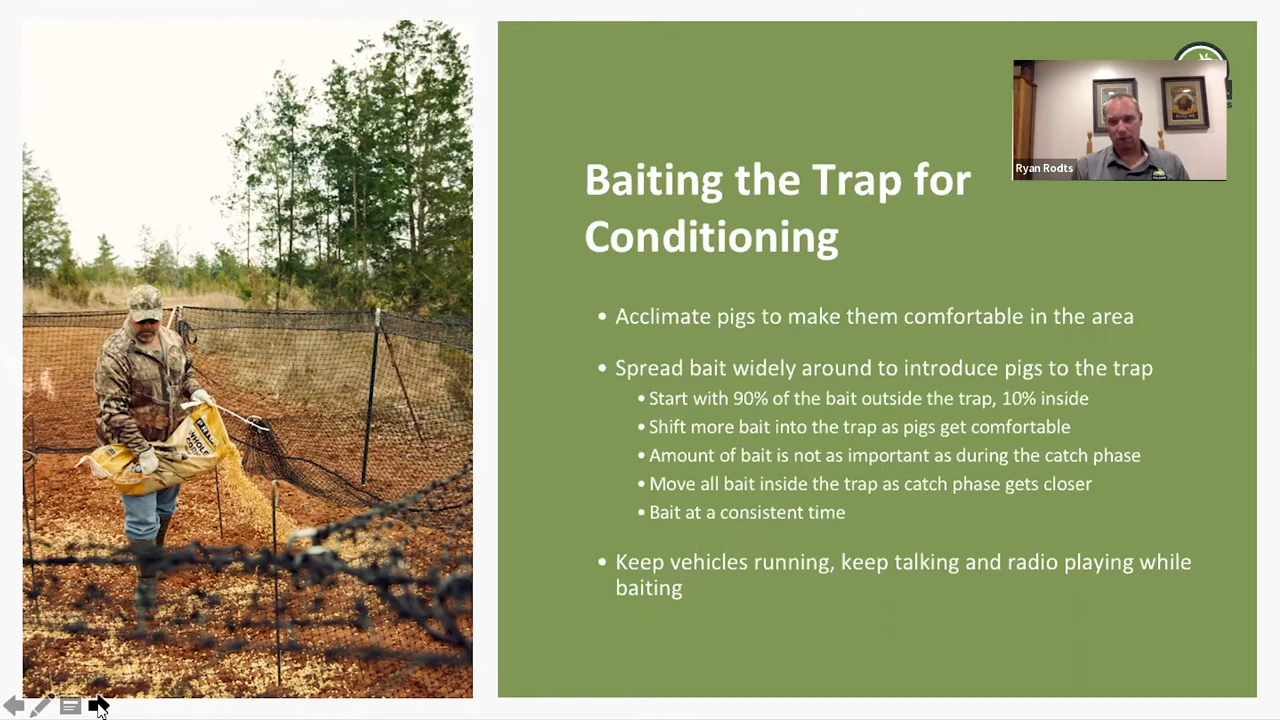 Baiting the Trap for
Conditioning
Ryan Rodts
• Acclimate pigs to make them comfortable in the area
• Spread bait widely around to introduce pigs to the trap
• Start with 90% of the bait outside the trap, 10% inside
• Shift more bait into the trap as pigs get comfortable
• Amount of bait is not as important as during the catch phase
• Move all bait inside the trap as catch phase gets closer
• Bait at a consistent time
• Keep vehicles running, keep talking and radio playing while
baiting
WHOLE